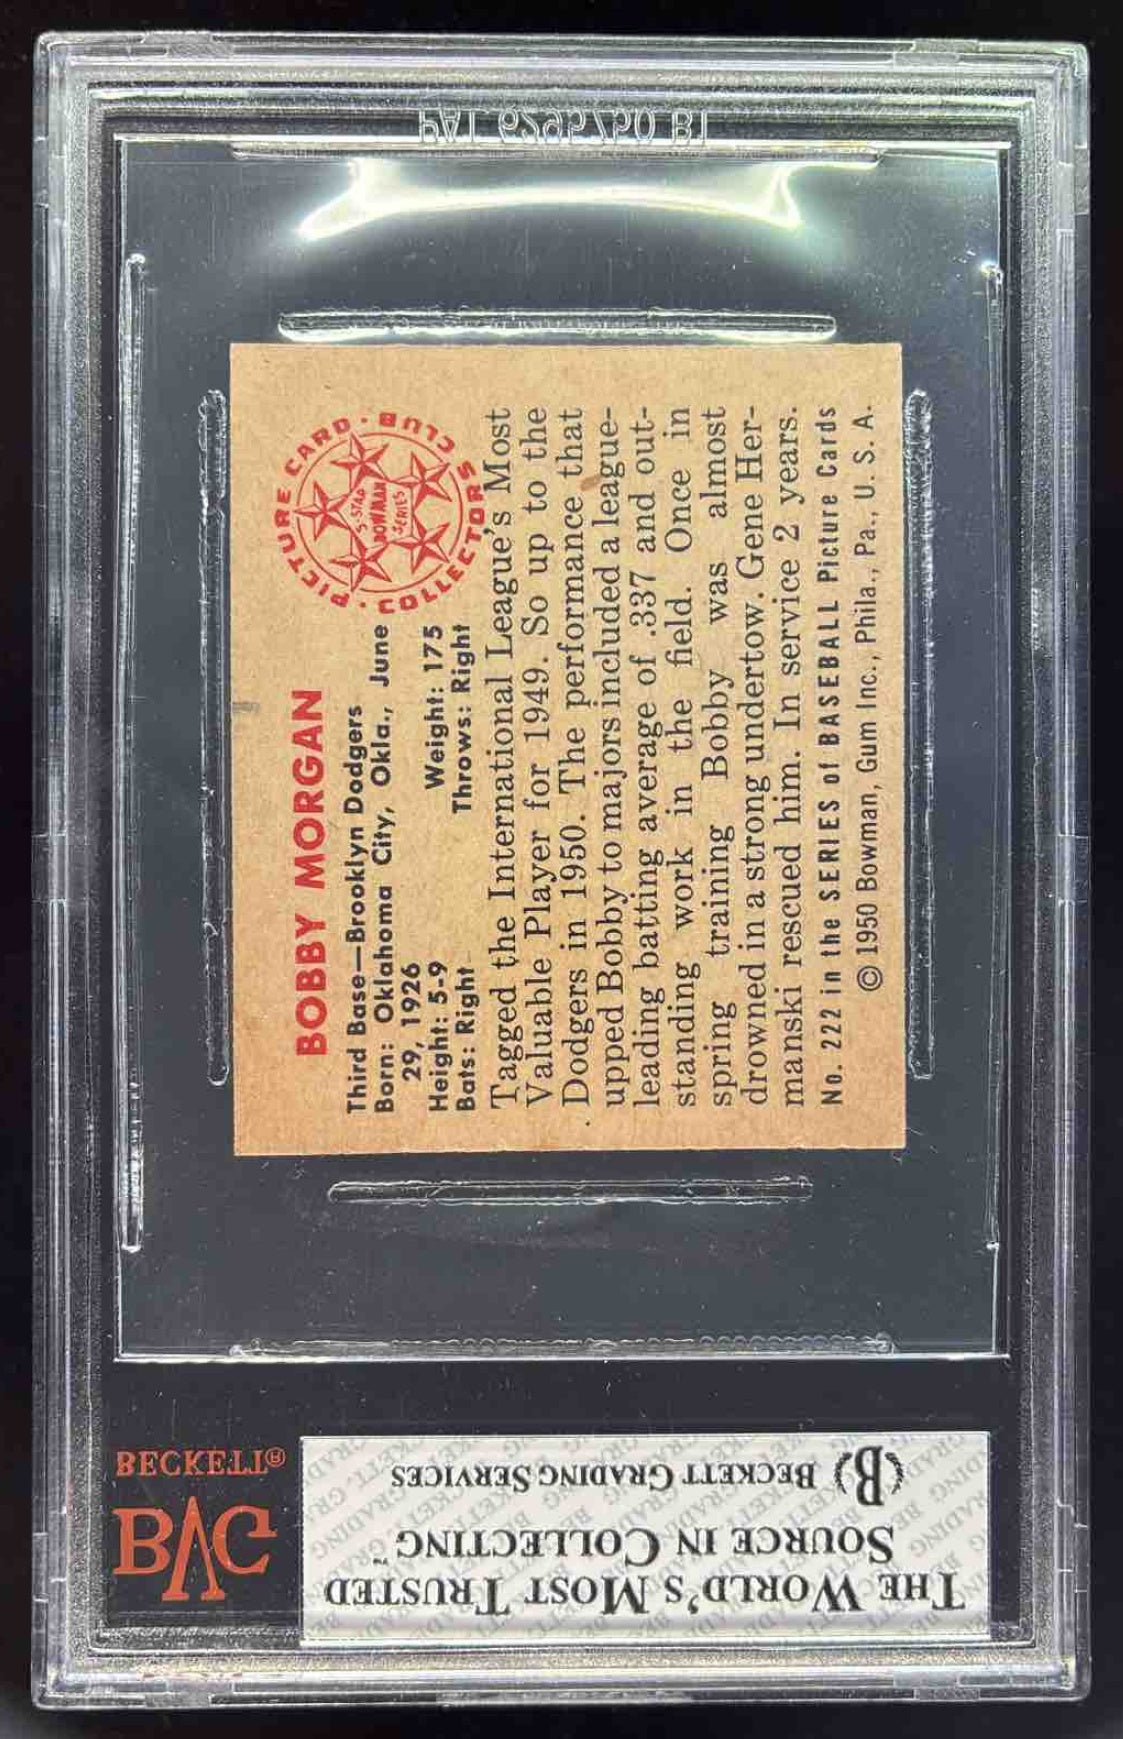 PAT 6295750 B1
BOBBY MORGAN
Third Base—Brooklyn Dodgers
Born: Oklahoma City, Okla., June
29, 1926
Height: 5-9 Weight: 175
Bats: Right Throws: Right
PICTURE CARD · CLUB
COLLECTORS
5-STAR
BOWMAN
SERIES
Tagged the International League's Most
Valuable Player for 1949. So up to the
Dodgers in 1950. The performance that
upped Bobby to majors included a league-
leading batting average of .337 and out-
standing work in the field. Once in
spring training Bobby was almost
drowned in a strong undertow. Gene Her-
manski rescued him. In service 2 years.
No. 222 in the SERIES of BASEBALL Picture Cards
© 1950 Bowman, Gum Inc., Phila., Pa., U. S. A.
THE WORLD'S MOST TRUSTED
SOURCE IN COLLECTING™
(B) BECKETT GRADING SERVICES
BECKETT®